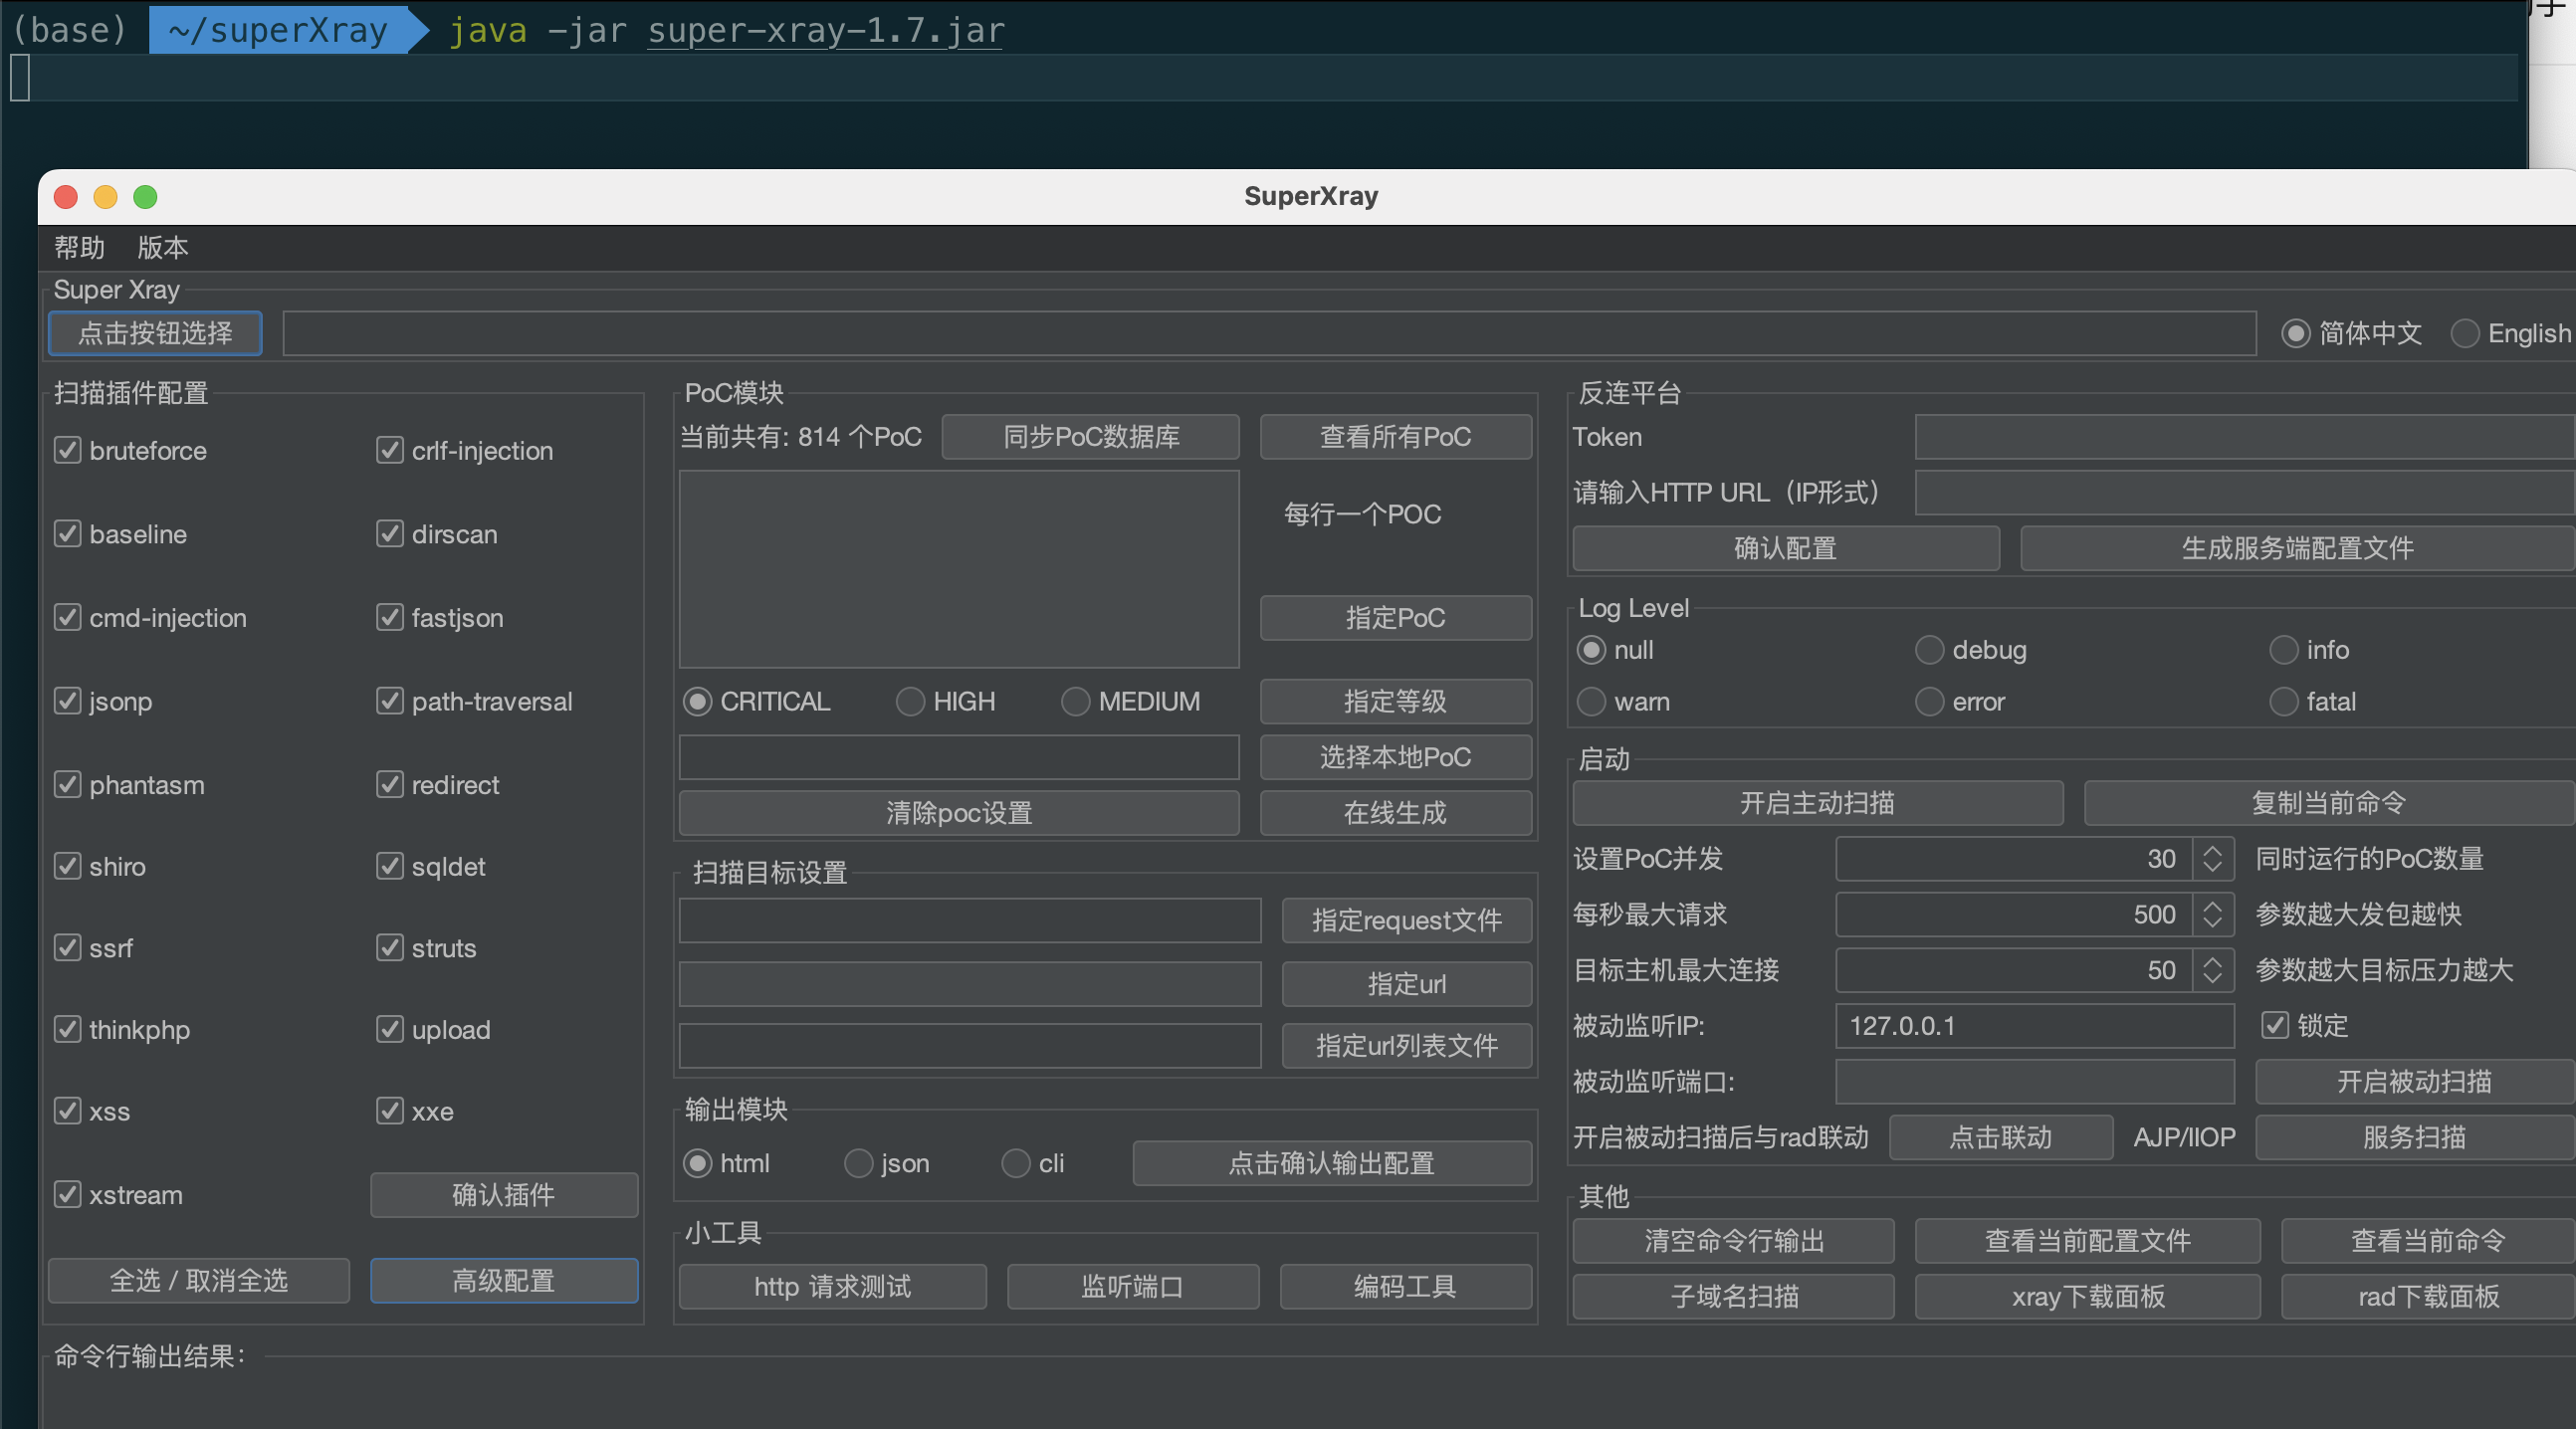 (base) ~/superXray java -jar super-xray-1.7.jar
SuperXray
帮助 版本
Super Xray
点击按钮选择 简体中文 English
扫描插件配置
bruteforce crlf-injection
baseline dirscan
cmd-injection fastjson
jsonp path-traversal
phantasm redirect
shiro sqldet
ssrf struts
thinkphp upload
xss xxe
xstream 确认插件
全选 / 取消全选 高级配置
PoC模块
当前共有: 814 个PoC 同步PoC数据库 查看所有PoC
每行一个POC
指定PoC
CRITICAL HIGH MEDIUM 指定等级
选择本地PoC
清除poc设置 在线生成
扫描目标设置
指定request文件
指定url
指定url列表文件
输出模块
html json cli 点击确认输出配置
小工具
http 请求测试 监听端口 编码工具
反连平台
Token
请输入HTTP URL（IP形式）
确认配置 生成服务端配置文件
Log Level
null debug info
warn error fatal
启动
开启主动扫描 复制当前命令
设置PoC并发 30 同时运行的PoC数量
每秒最大请求 500 参数越大发包越快
目标主机最大连接 50 参数越大目标压力越大
被动监听IP: 127.0.0.1 锁定
被动监听端口: 开启被动扫描
开启被动扫描后与rad联动 点击联动 AJP/IIOP 服务扫描
其他
清空命令行输出 查看当前配置文件 查看当前命令
子域名扫描 xray下载面板 rad下载面板
命令行输出结果：